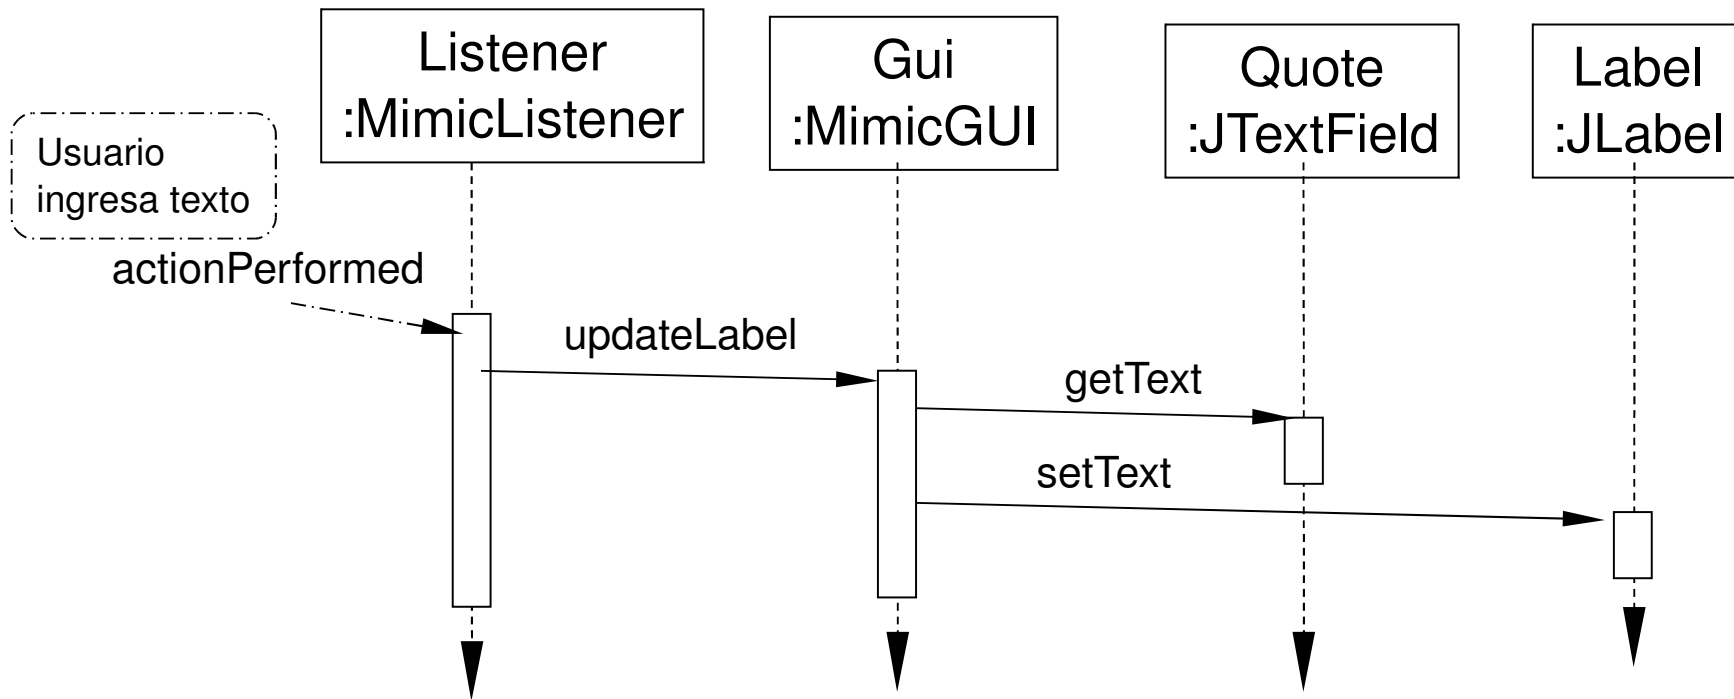 Listener
:MimicListener
Gui
:MimicGUI
Quote
:JTextField
Label
:JLabel
Usuario
ingresa texto
actionPerformed
updateLabel
getText
setText